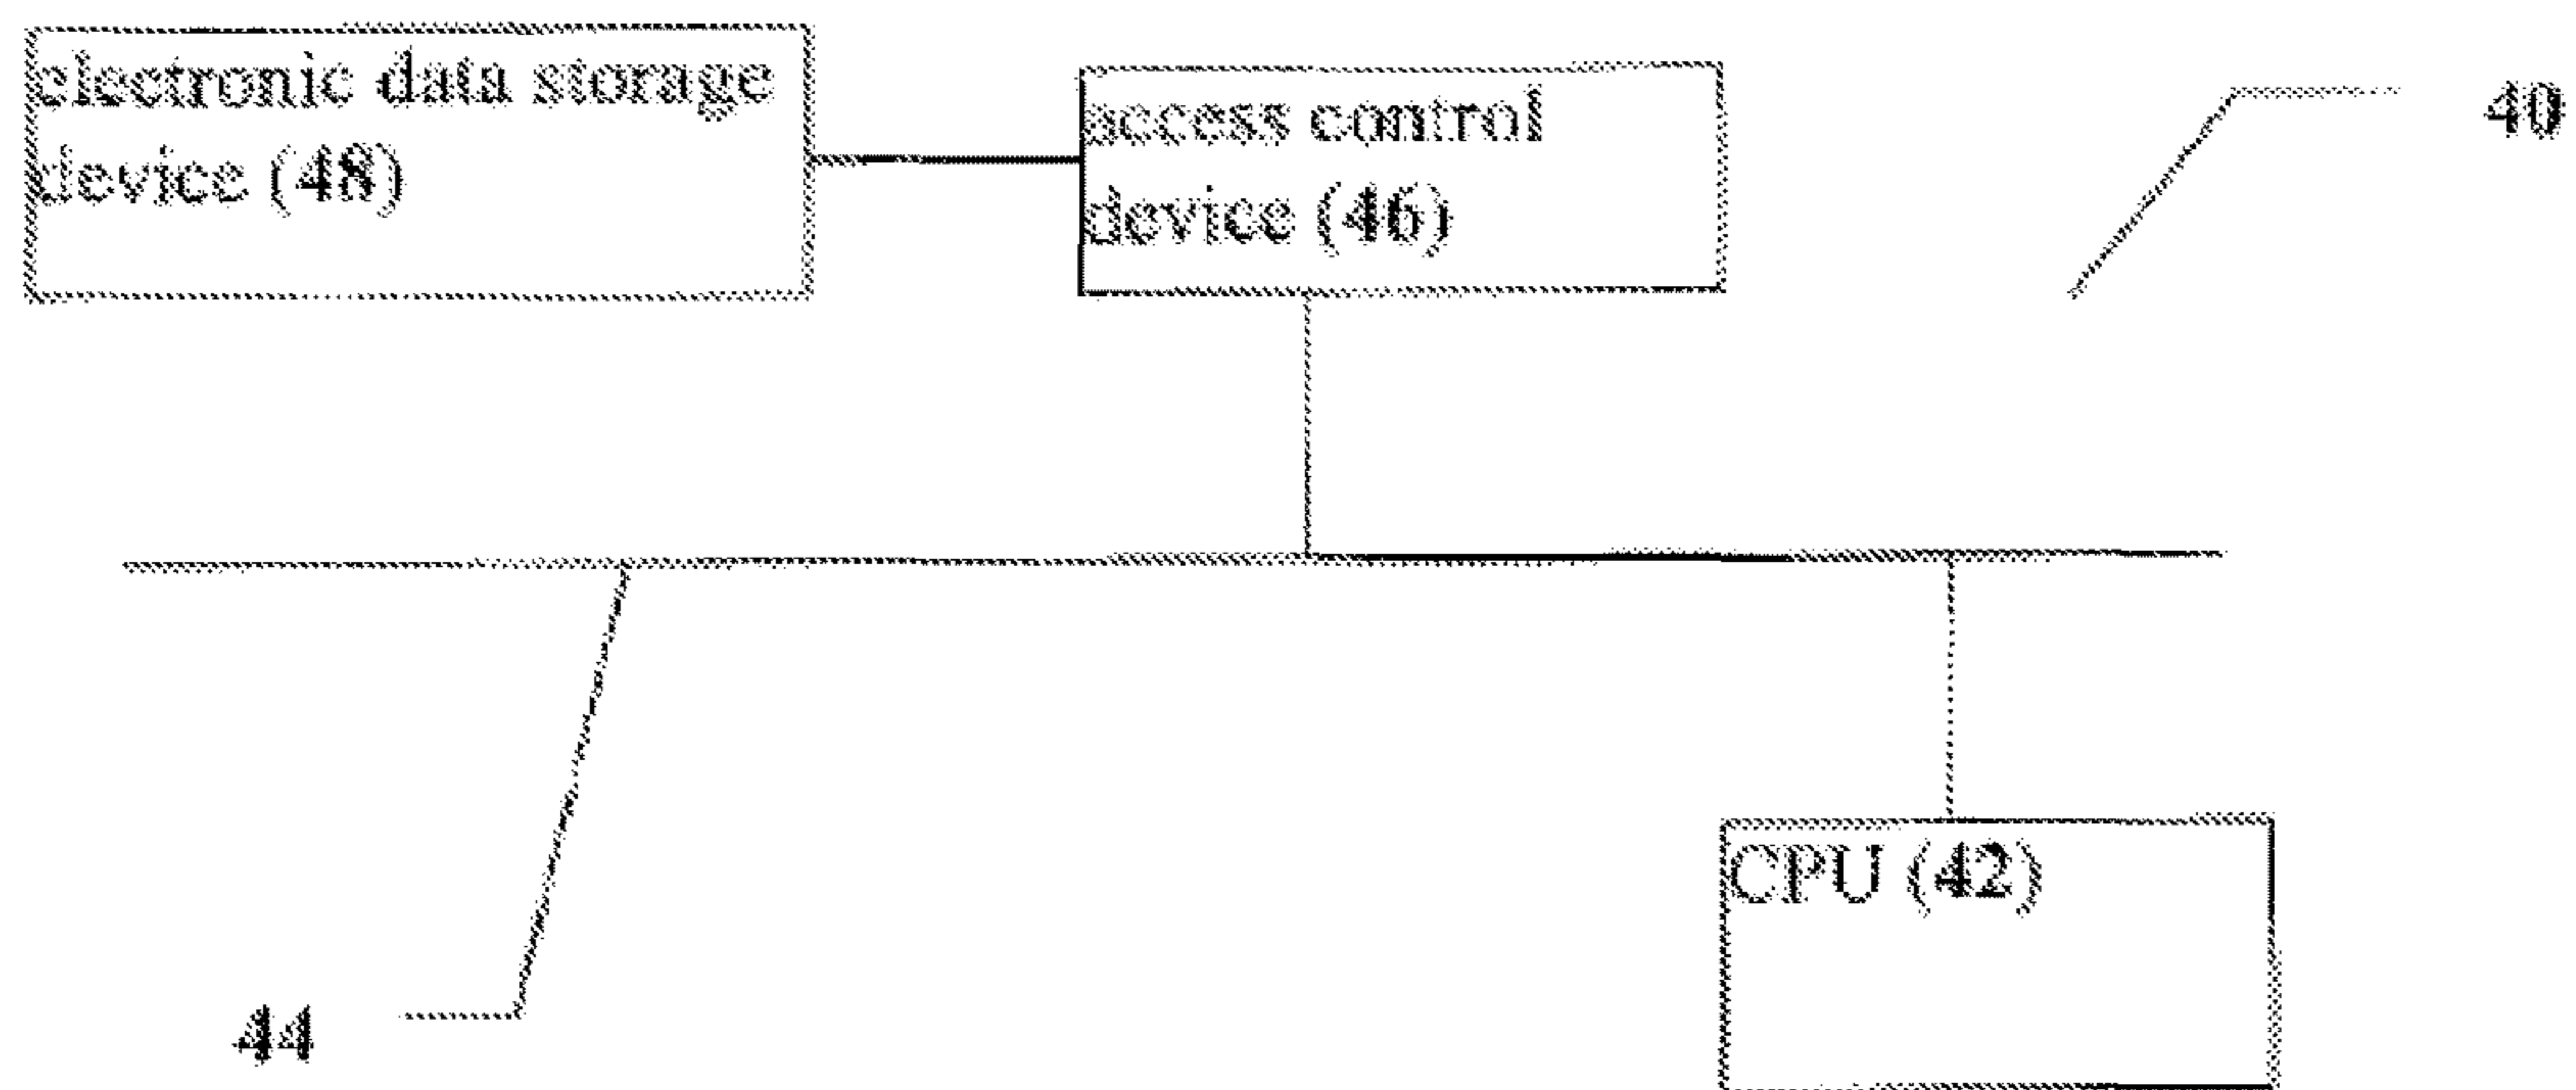 electronic data storage
device (48)
access control
device (46)
40
44
CPU (42)